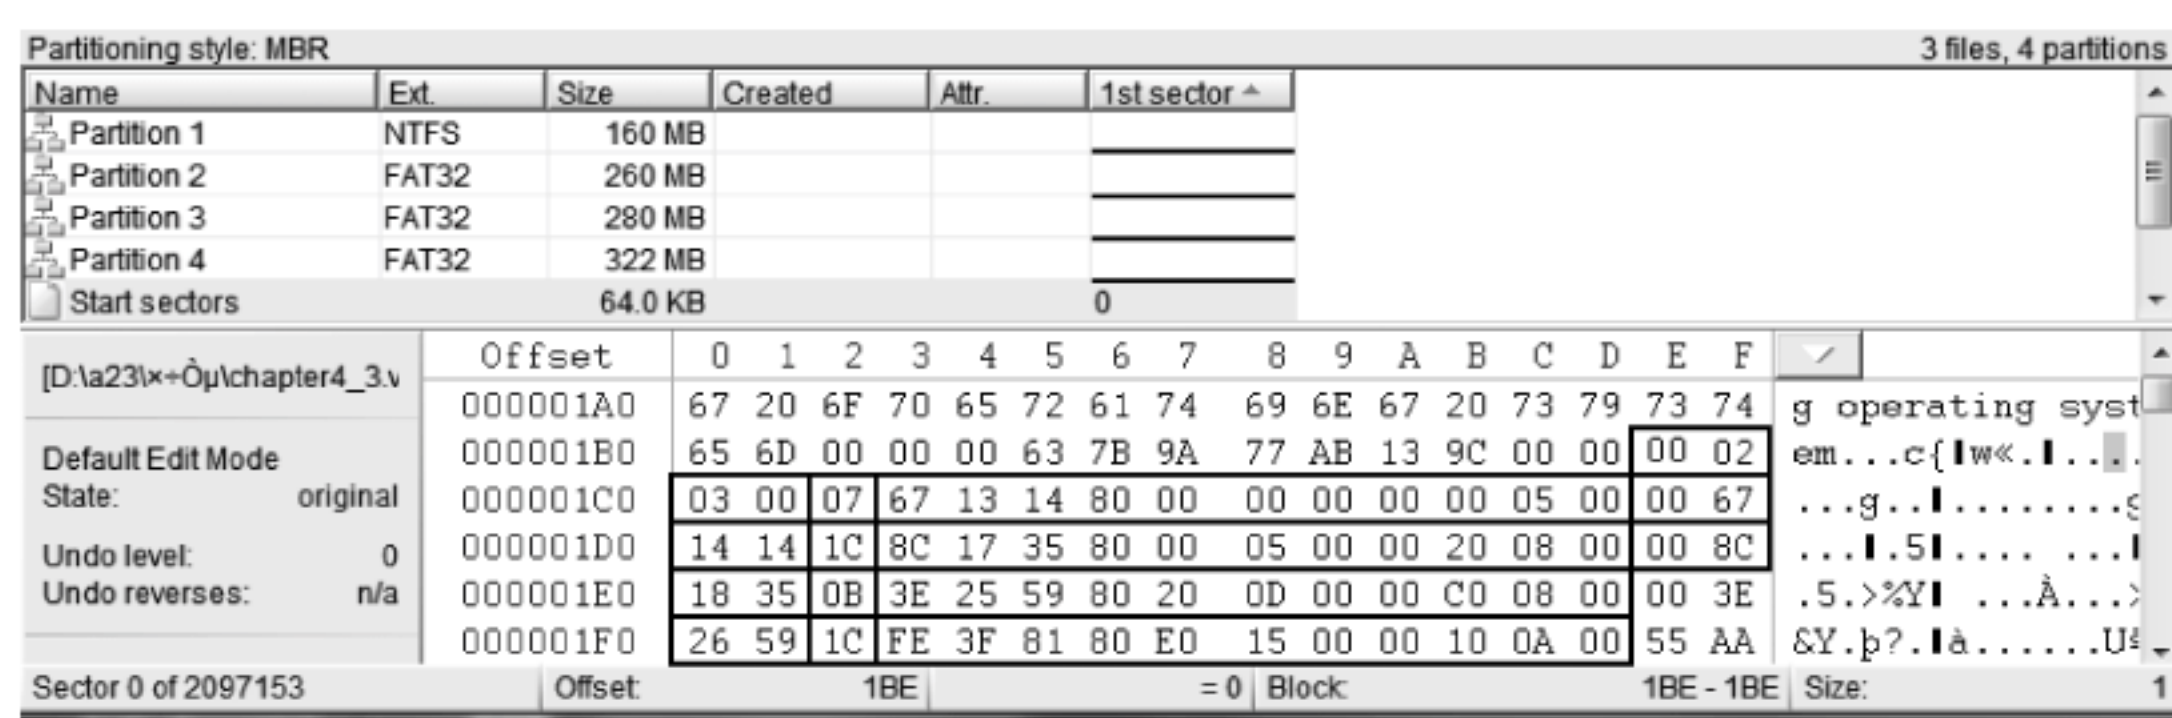 Partitioning style: MBR 3 files, 4 partitions
Name Ext. Size Created Attr. 1st sector
Partition 1 NTFS 160 MB
Partition 2 FAT32 260 MB
Partition 3 FAT32 280 MB
Partition 4 FAT32 322 MB
Start sectors 64.0 KB 0
[D:\a23\×÷Òµ\chapter4_3.v
Default Edit Mode
State: original
Undo level: 0
Undo reverses: n/a
Offset 0 1 2 3 4 5 6 7 8 9 A B C D E F
000001A0 67 20 6F 70 65 72 61 74 69 6E 67 20 73 79 73 74 g operating syst
000001B0 65 6D 00 00 00 63 7B 9A 77 AB 13 9C 00 00 00 02 em...c{▌w«.▌....
000001C0 03 00 07 67 13 14 80 00 00 00 00 00 05 00 00 67 ...g..▌........g
000001D0 14 14 1C 8C 17 35 80 00 05 00 00 20 08 00 00 8C ...▌.5▌.... ...▌
000001E0 18 35 0B 3E 25 59 80 20 0D 00 00 C0 08 00 00 3E .5.>%Y▌ ...À...>
000001F0 26 59 1C FE 3F 81 80 E0 15 00 00 10 0A 00 55 AA &Y.þ?.▌à......U
Sector 0 of 2097153 Offset: 1BE = 0 Block: 1BE - 1BE Size: 1